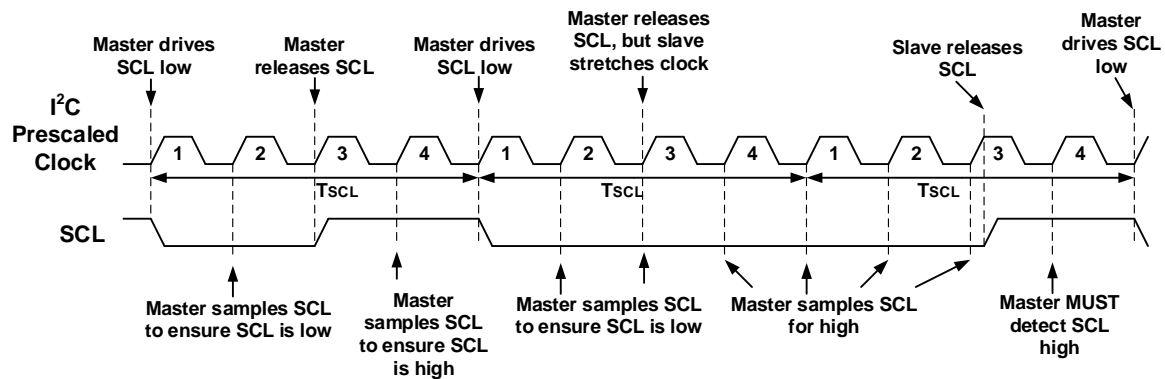 Master drives
SCL low
Master
releases SCL
Master drives
SCL low
Master releases
SCL, but slave
stretches clock
Slave releases
SCL
Master
drives SCL
low
I²C
Prescaled
Clock
1 2 3 4 1 2 3 4 1 2 3 4
TSCL TSCL TSCL
SCL
Master samples SCL
to ensure SCL is low
Master
samples SCL
to ensure SCL
is high
Master samples SCL
to ensure SCL is low
Master samples SCL
for high
Master MUST
detect SCL
high